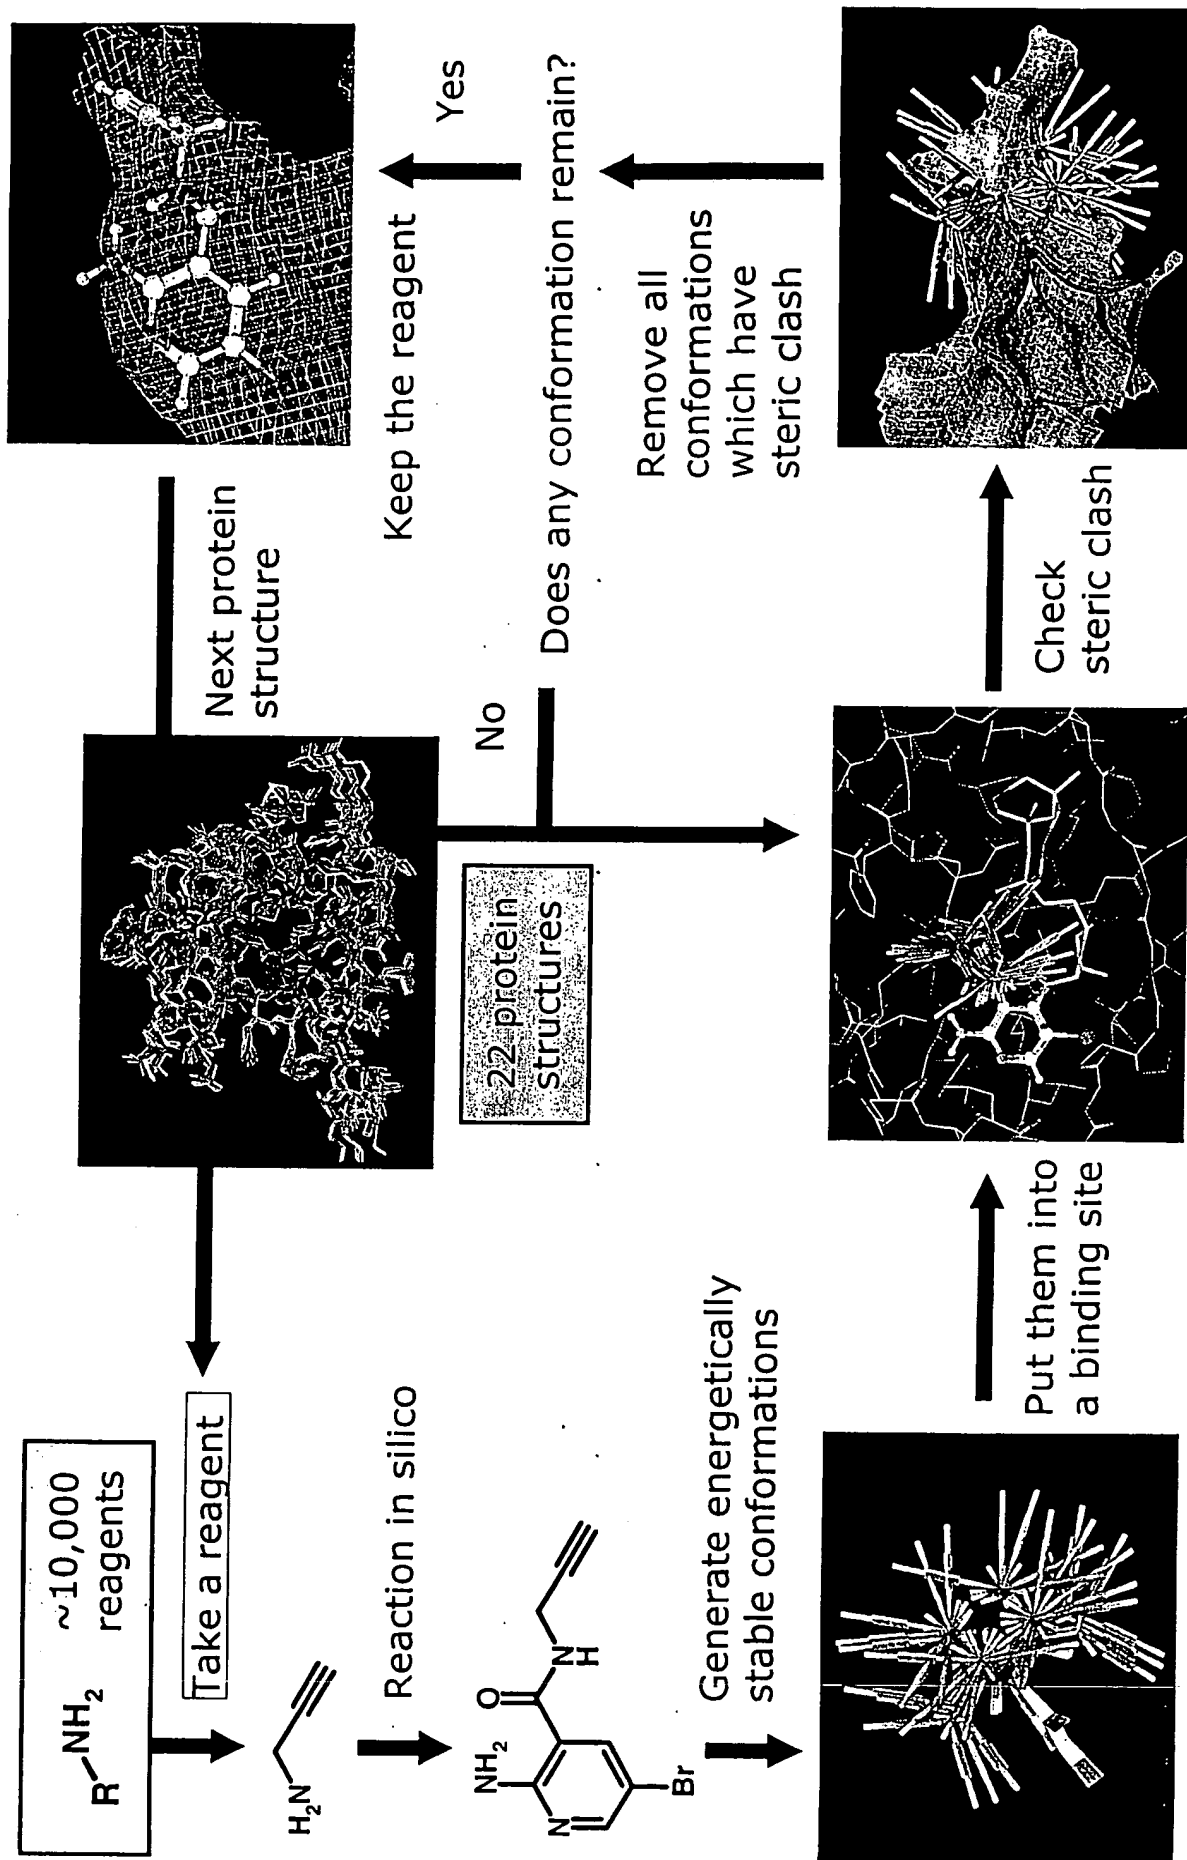 R-NH2
~10,000
reagents
Take a reagent
H2N
Reaction in silico
NH2
O
N
H
N
Br
Generate energetically
stable conformations
Put them into
a binding site
Check
steric clash
Remove all
conformations
which have
steric clash
Does any conformation remain?
Yes
Keep the reagent
No
Next protein
structure
22 protein
structures